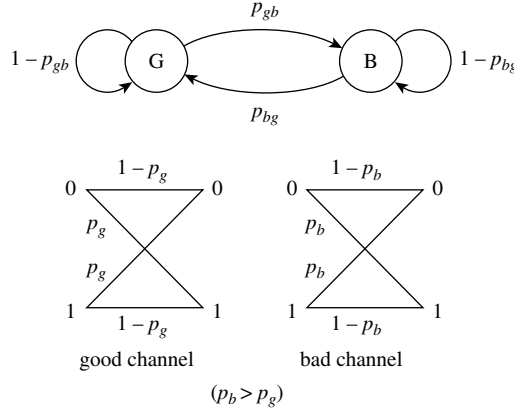 p_gb
1 – p_gb G B 1 – p_bg
p_bg
1 – p_g 1 – p_b
0 0 0 0
p_g p_b
p_g p_b
1 1 1 1
1 – p_g 1 – p_b
good channel bad channel
(p_b > p_g)